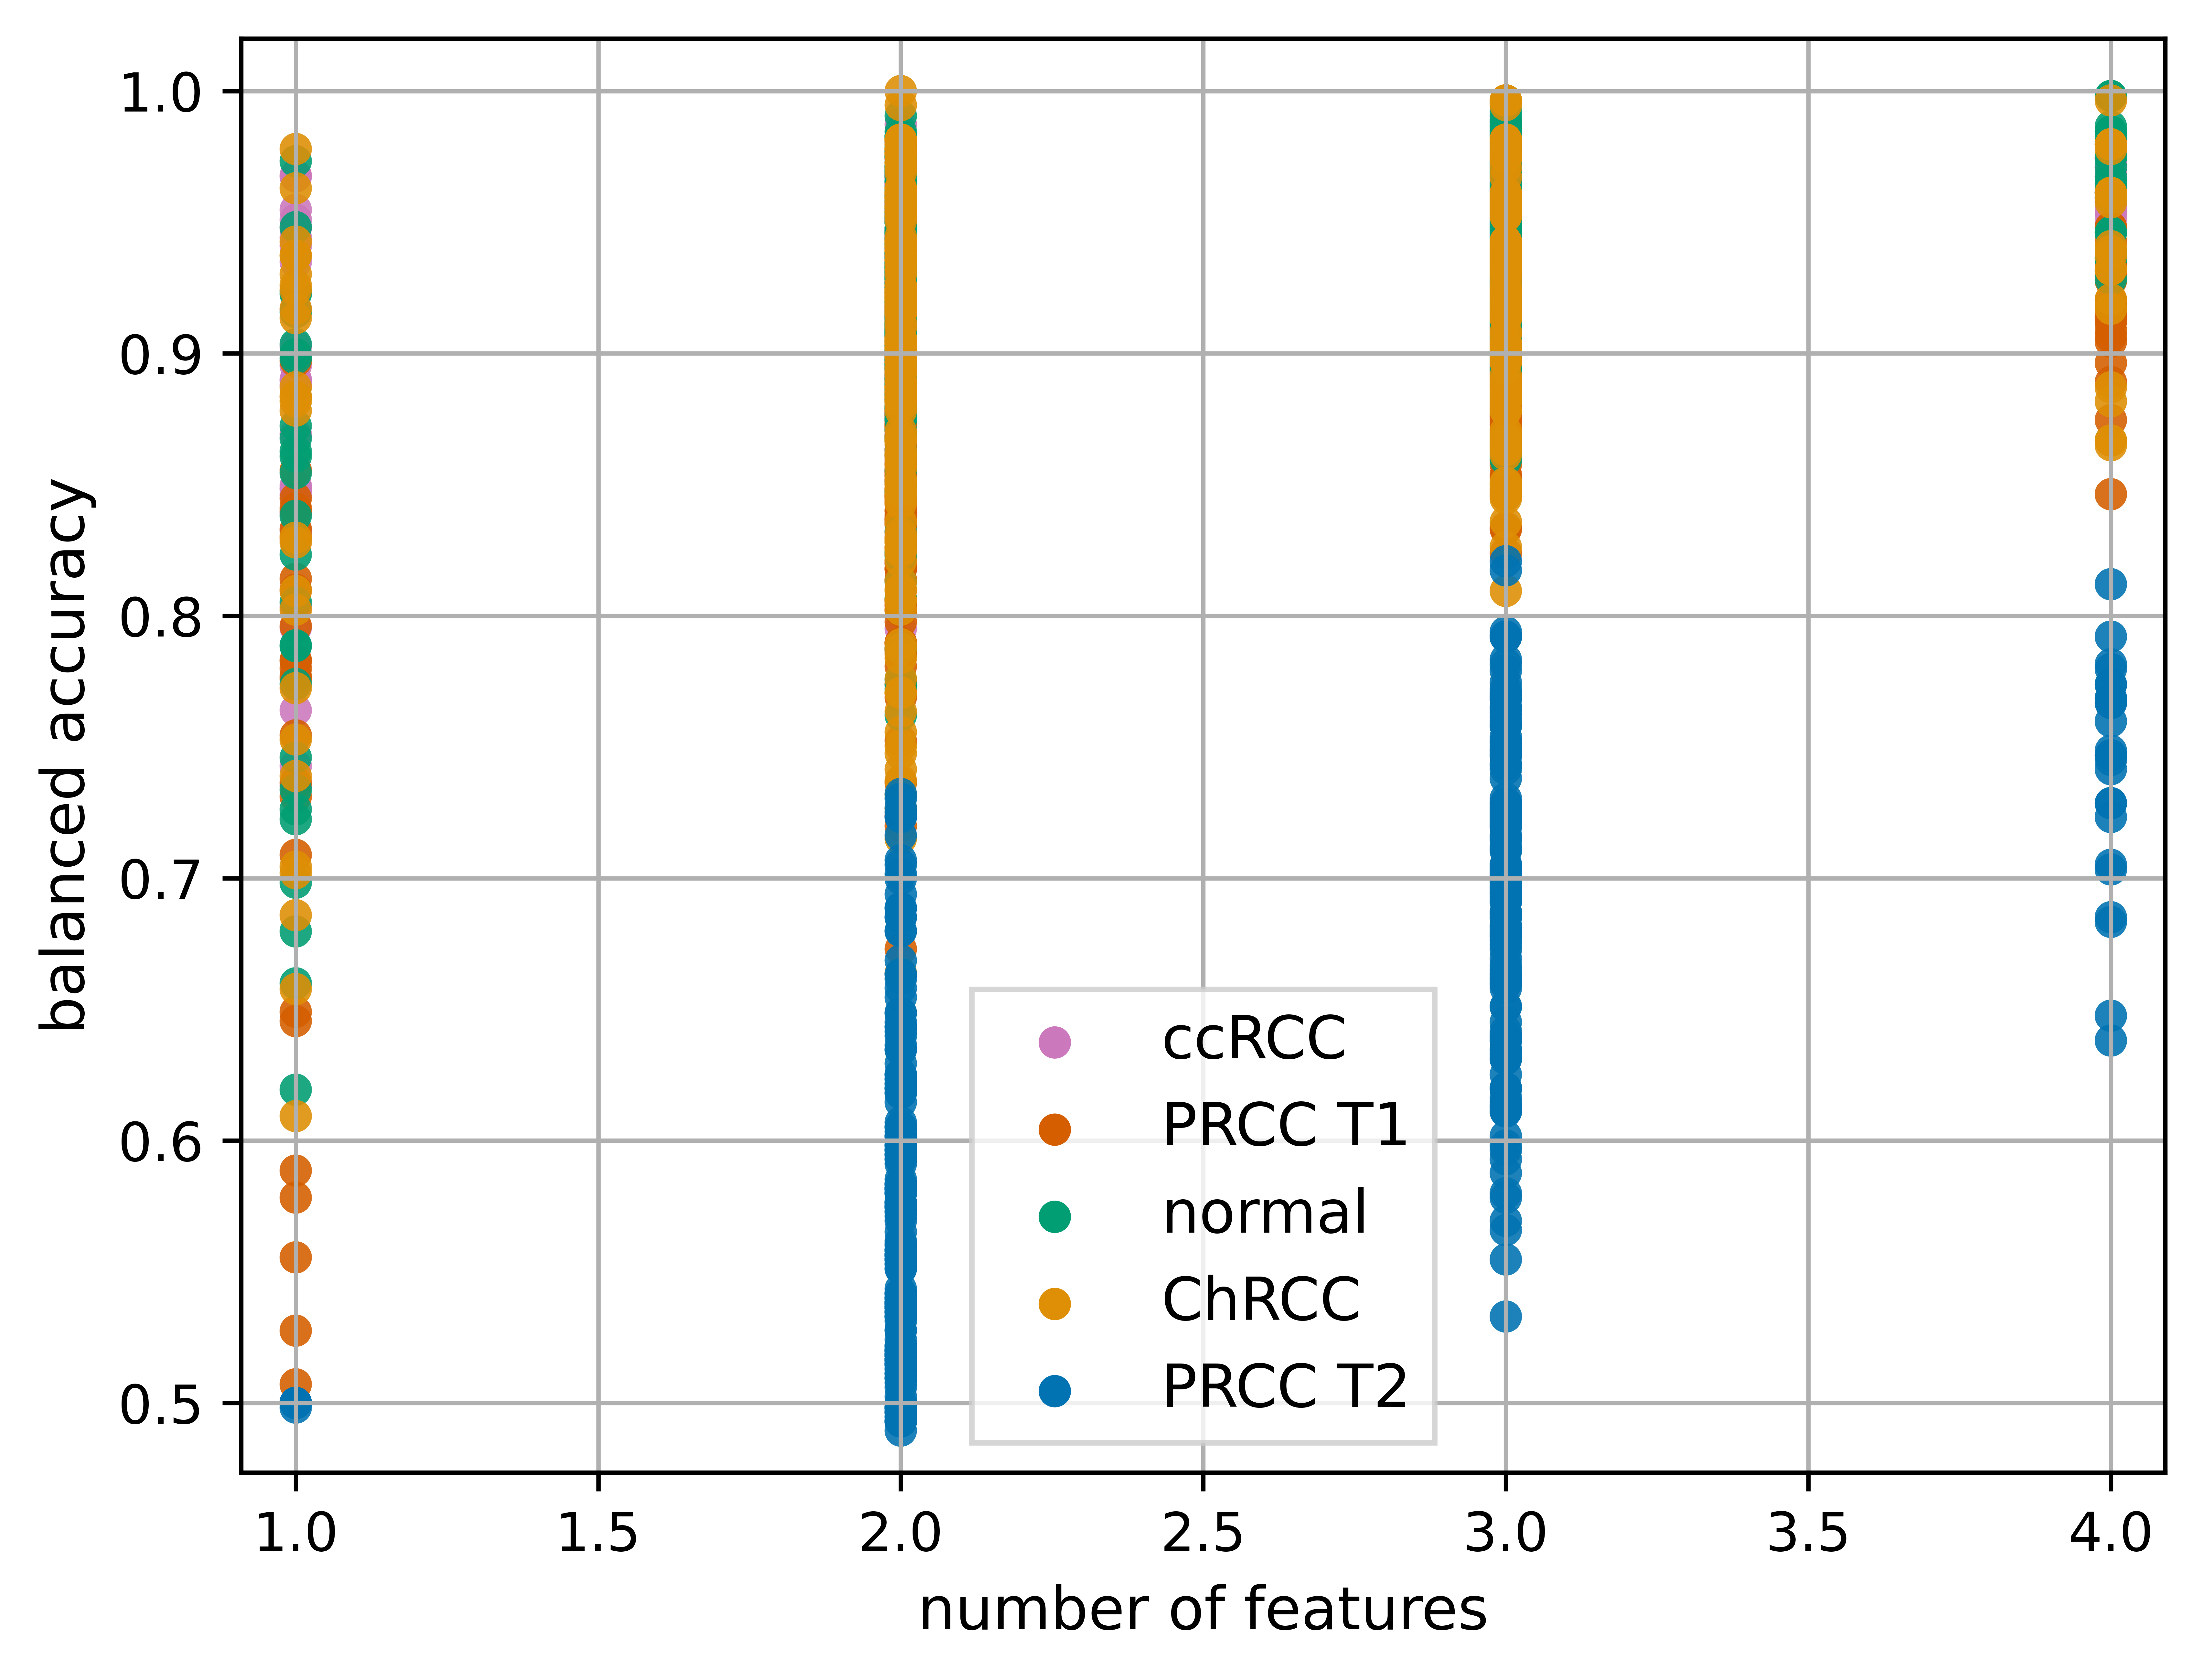 1.0
0.9
0.8
0.7
0.6
0.5
balanced accuracy
ccRCC
PRCC T1
normal
ChRCC
PRCC T2
1.0 1.5 2.0 2.5 3.0 3.5 4.0
number of features